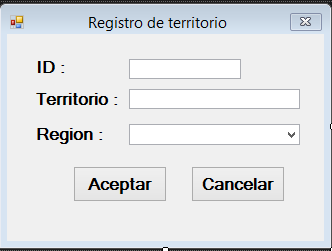 Registro de territorio
ID :
Territorio :
Region :
Aceptar Cancelar